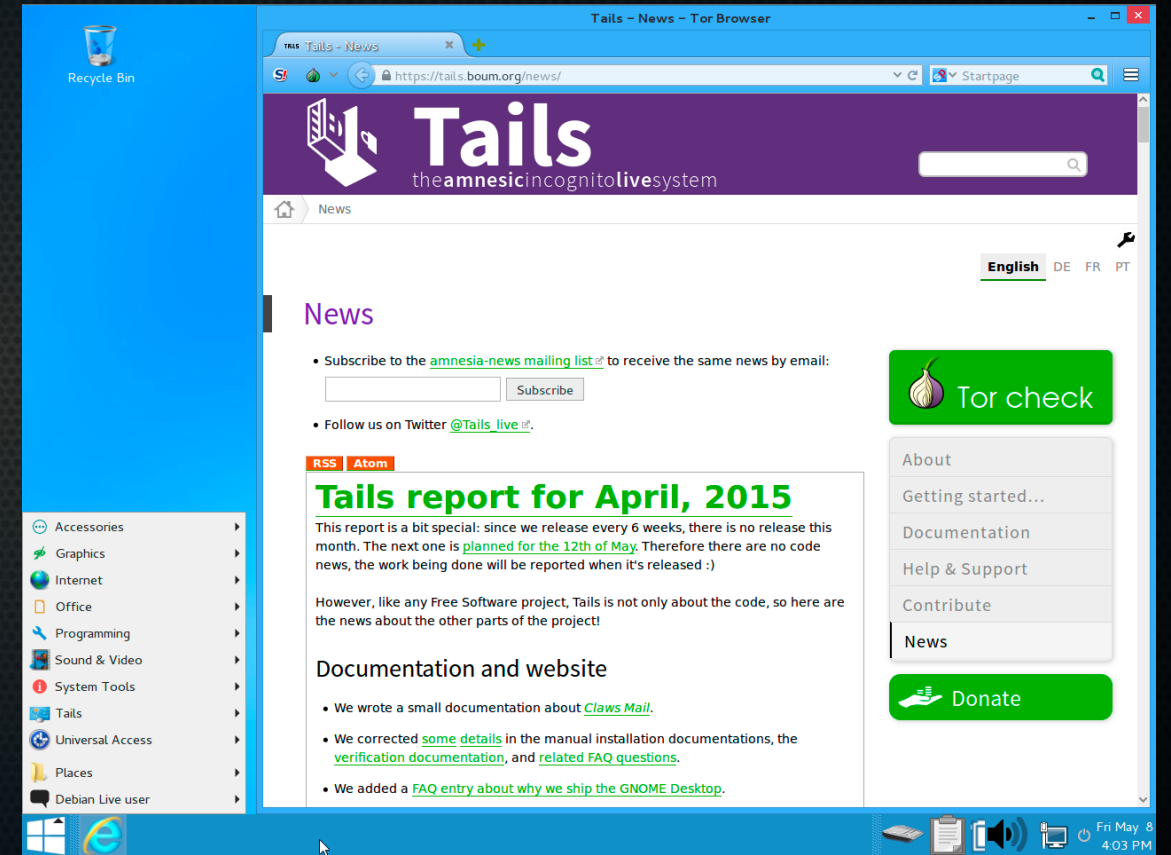 Recycle Bin
Tails – News – Tor Browser
Tails – News
https://tails.boum.org/news/
Startpage
Tails
theamnesicincognitolivesystem
News
English DE FR PT
News
• Subscribe to the amnesia-news mailing list to receive the same news by email:
Subscribe
• Follow us on Twitter @Tails_live.
RSS Atom
Tails report for April, 2015
This report is a bit special: since we release every 6 weeks, there is no release this
month. The next one is planned for the 12th of May. Therefore there are no code
news, the work being done will be reported when it's released :)
However, like any Free Software project, Tails is not only about the code, so here are
the news about the other parts of the project!
Documentation and website
• We wrote a small documentation about Claws Mail.
• We corrected some details in the manual installation documentations, the
verification documentation, and related FAQ questions.
• We added a FAQ entry about why we ship the GNOME Desktop.
Tor check
About
Getting started...
Documentation
Help & Support
Contribute
News
Donate
Accessories
Graphics
Internet
Office
Programming
Sound & Video
System Tools
Tails
Universal Access
Places
Debian Live user
Fri May 8
4:03 PM